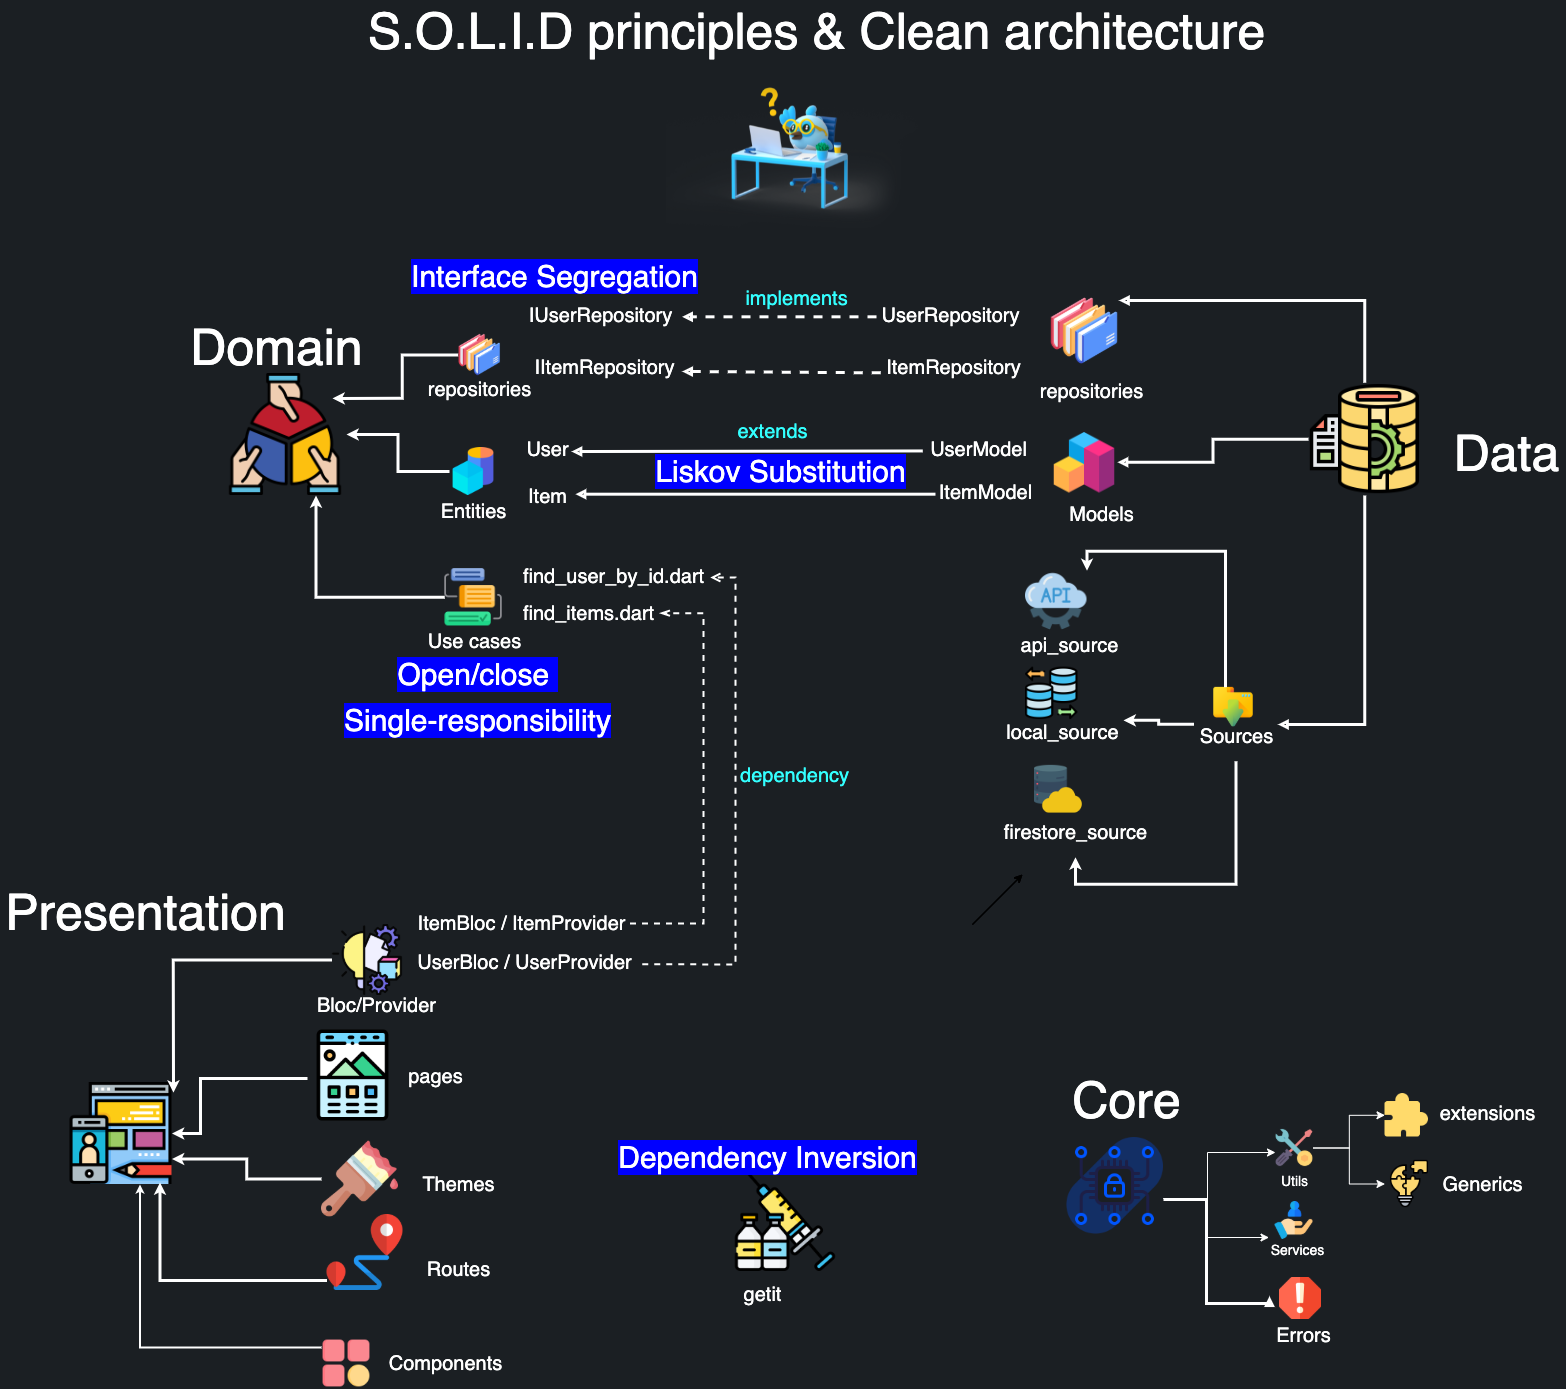 S.O.L.I.D principles & Clean architecture
?
Interface Segregation
implements
IUserRepository
UserRepository
Domain
IItemRepository
ItemRepository
repositories
repositories
extends
User
UserModel
Liskov Substitution
Data
Item
ItemModel
Entities
Models
find_user_by_id.dart
API
find_items.dart
Use cases
api_source
Open/close
Single-responsibility
local_source
Sources
dependency
firestore_source
Presentation
ItemBloc / ItemProvider
UserBloc / UserProvider
Bloc/Provider
pages
Core
extensions
Dependency Inversion
Utils
Themes
Generics
Services
Routes
getit
!
Errors
Components